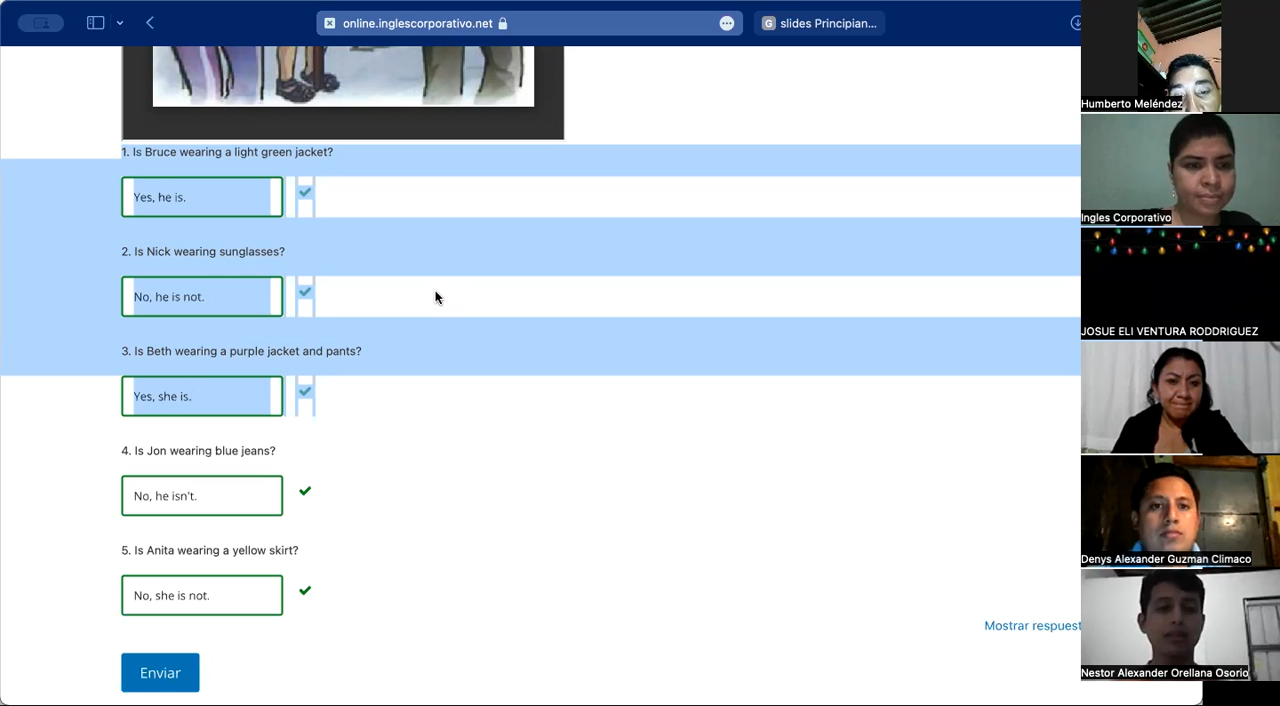 online.inglescorporativo.net
G slides Principian...
Humberto Meléndez
1. Is Bruce wearing a light green jacket?
Yes, he is.
Ingles Corporativo
2. Is Nick wearing sunglasses?
No, he is not.
JOSUE ELI VENTURA RODDRIGUEZ
3. Is Beth wearing a purple jacket and pants?
Yes, she is.
4. Is Jon wearing blue jeans?
No, he isn't.
5. Is Anita wearing a yellow skirt?
Denys Alexander Guzman Climaco
No, she is not.
Mostrar respuest
Enviar
Nestor Alexander Orellana Osorio